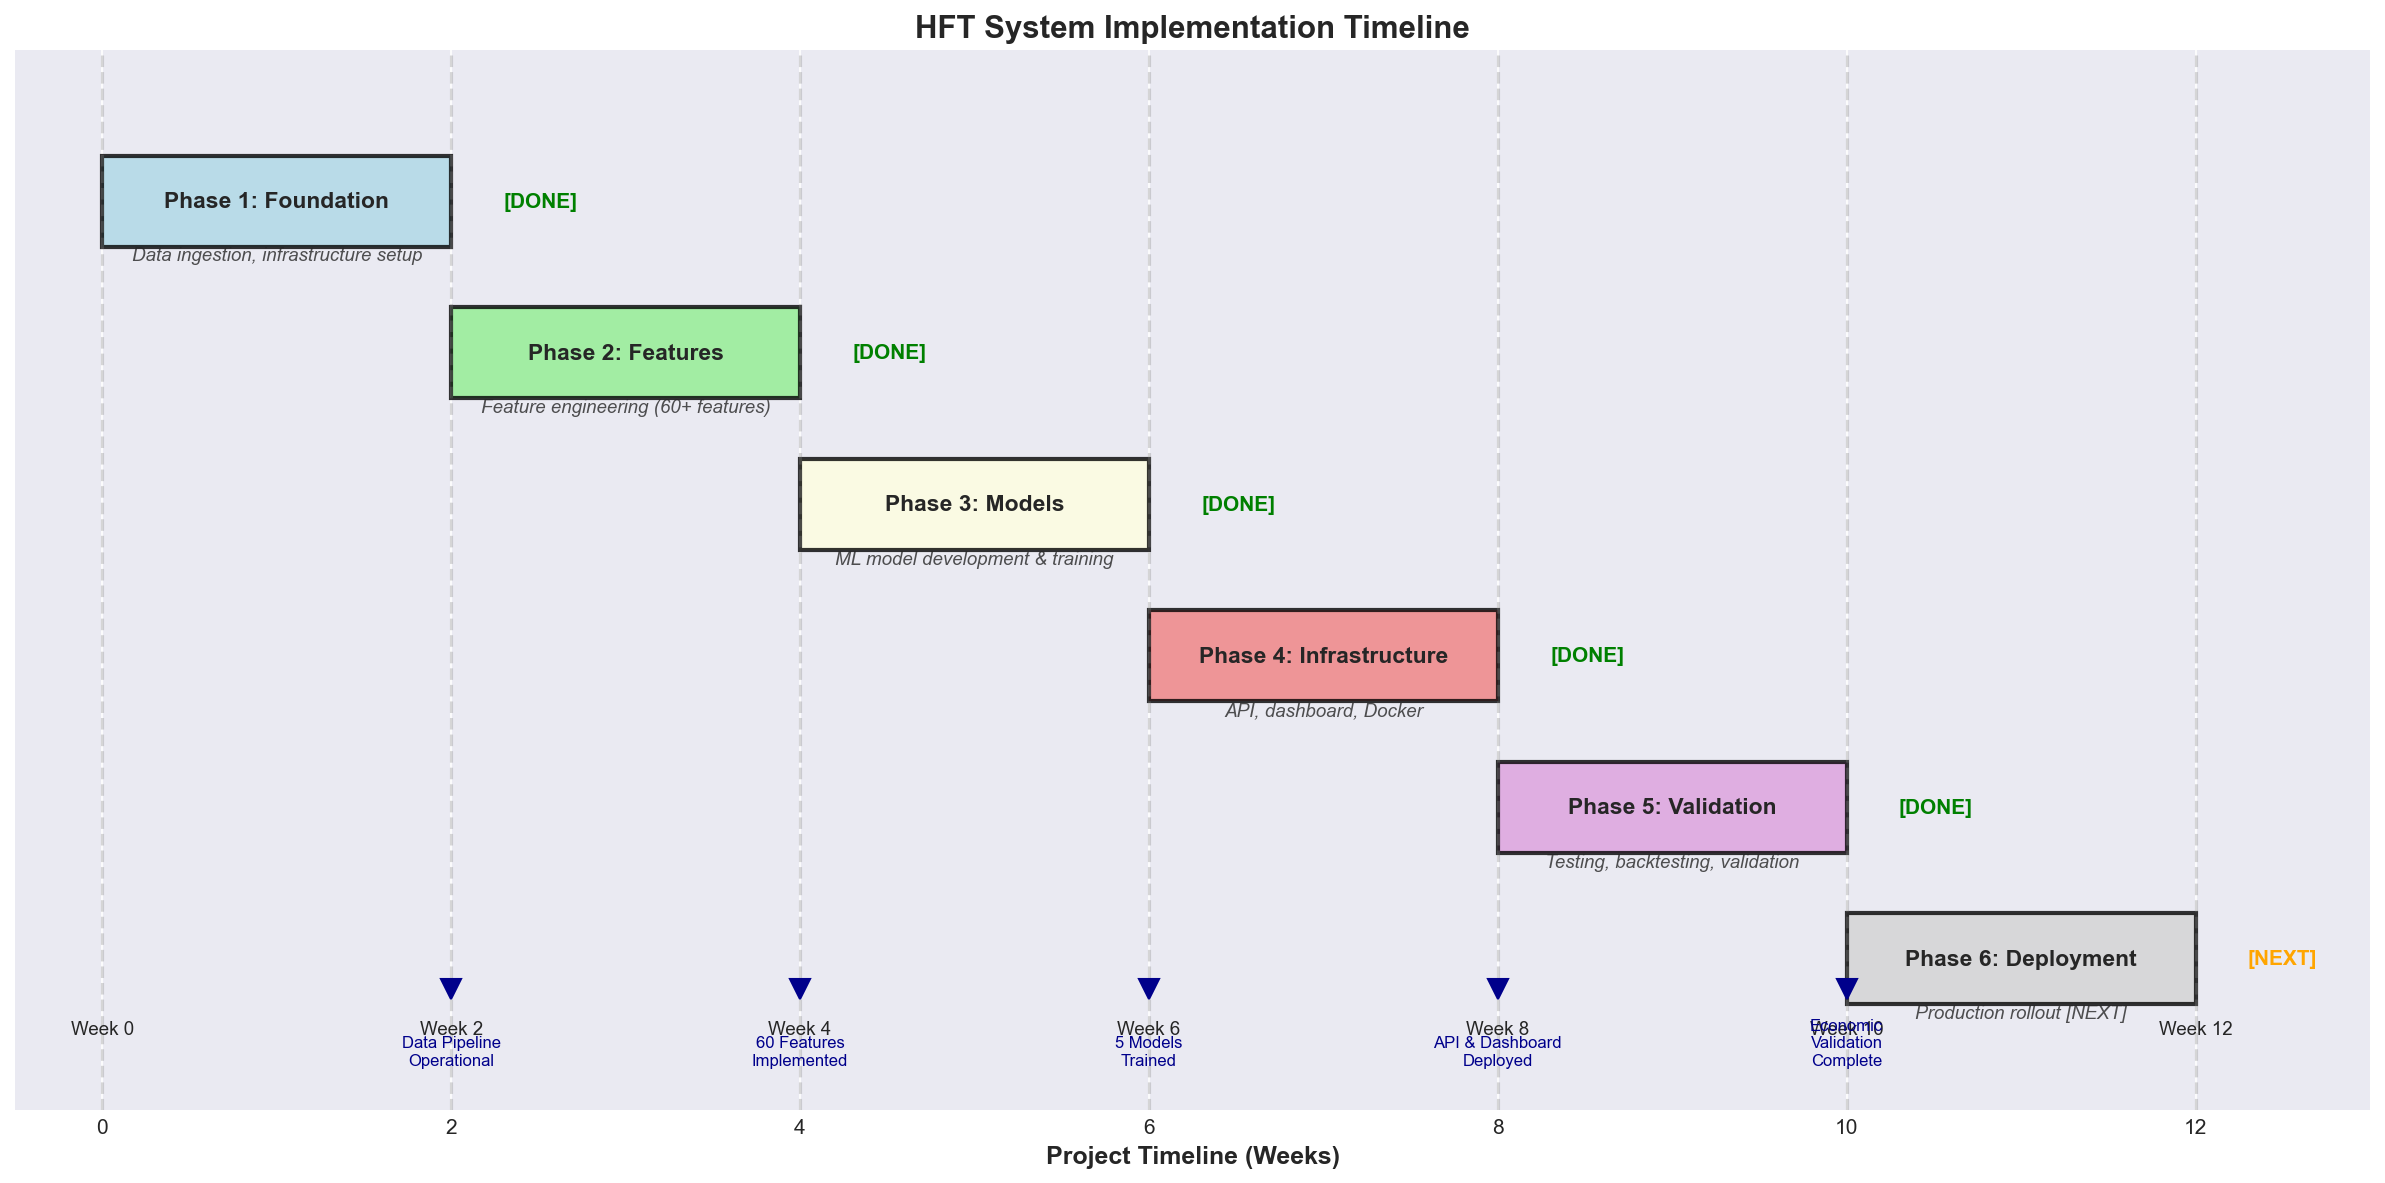 HFT System Implementation Timeline
Phase 1: Foundation
[DONE]
Data ingestion, infrastructure setup
Phase 2: Features
[DONE]
Feature engineering (60+ features)
Phase 3: Models
[DONE]
ML model development & training
Phase 4: Infrastructure
[DONE]
API, dashboard, Docker
Phase 5: Validation
[DONE]
Testing, backtesting, validation
Phase 6: Deployment
[NEXT]
Production rollout [NEXT]
Week 0
Week 2
Week 4
Week 6
Week 8
Week 10
Week 12
Data Pipeline
Operational
60 Features
Implemented
5 Models
Trained
API & Dashboard
Deployed
Economic
Validation
Complete
0
2
4
6
8
10
12
Project Timeline (Weeks)